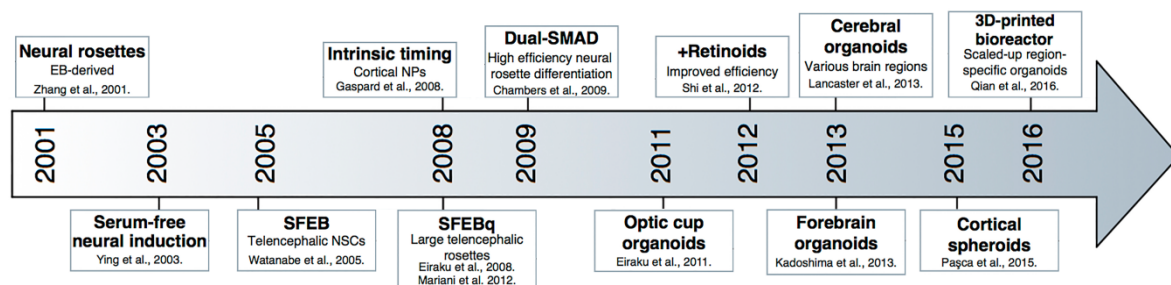 Neural rosettes
EB-derived
Zhang et al., 2001.
Intrinsic timing
Cortical NPs
Gaspard et al., 2008.
Dual-SMAD
High efficiency neural
rosette differentiation
Chambers et al., 2009.
+Retinoids
Improved efficiency
Shi et al., 2012.
Cerebral
organoids
Various brain regions
Lancaster et al., 2013.
3D-printed
bioreactor
Scaled-up region-
specific organoids
Qian et al., 2016.
2001
2003
2005
2008
2009
2011
2012
2013
2015
2016
Serum-free
neural induction
Ying et al., 2003.
SFEB
Telencephalic NSCs
Watanabe et al., 2005.
SFEBq
Large telencephalic
rosettes
Eiraku et al., 2008.
Mariani et al. 2012.
Optic cup
organoids
Eiraku et al., 2011.
Forebrain
organoids
Kadoshima et al., 2013.
Cortical
spheroids
Paşca et al., 2015.